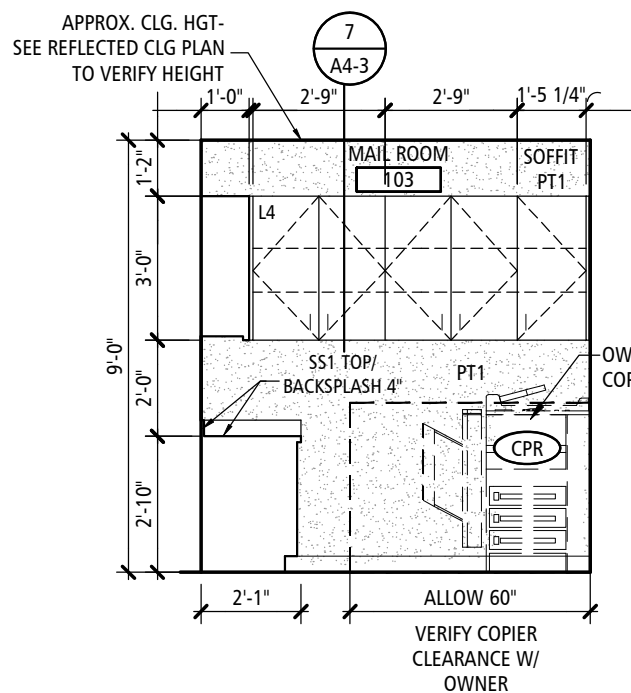 APPROX. CLG. HGT-
SEE REFLECTED CLG PLAN
TO VERIFY HEIGHT
7
A4-3
1'-0"
2'-9"
2'-9"
1'-5 1/4"
1'-2"
MAIL ROOM
103
SOFFIT
PT1
L4
3'-0"
9'-0"
2'-0"
SS1 TOP/
BACKSPLASH 4"
PT1
CPR
2'-10"
2'-1"
ALLOW 60"
VERIFY COPIER
CLEARANCE W/
OWNER